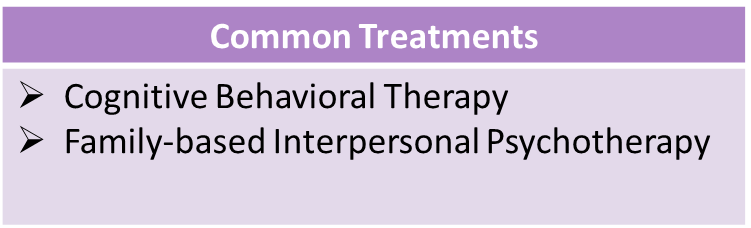 Common Treatments
➢ Cognitive Behavioral Therapy
➢ Family-based Interpersonal Psychotherapy